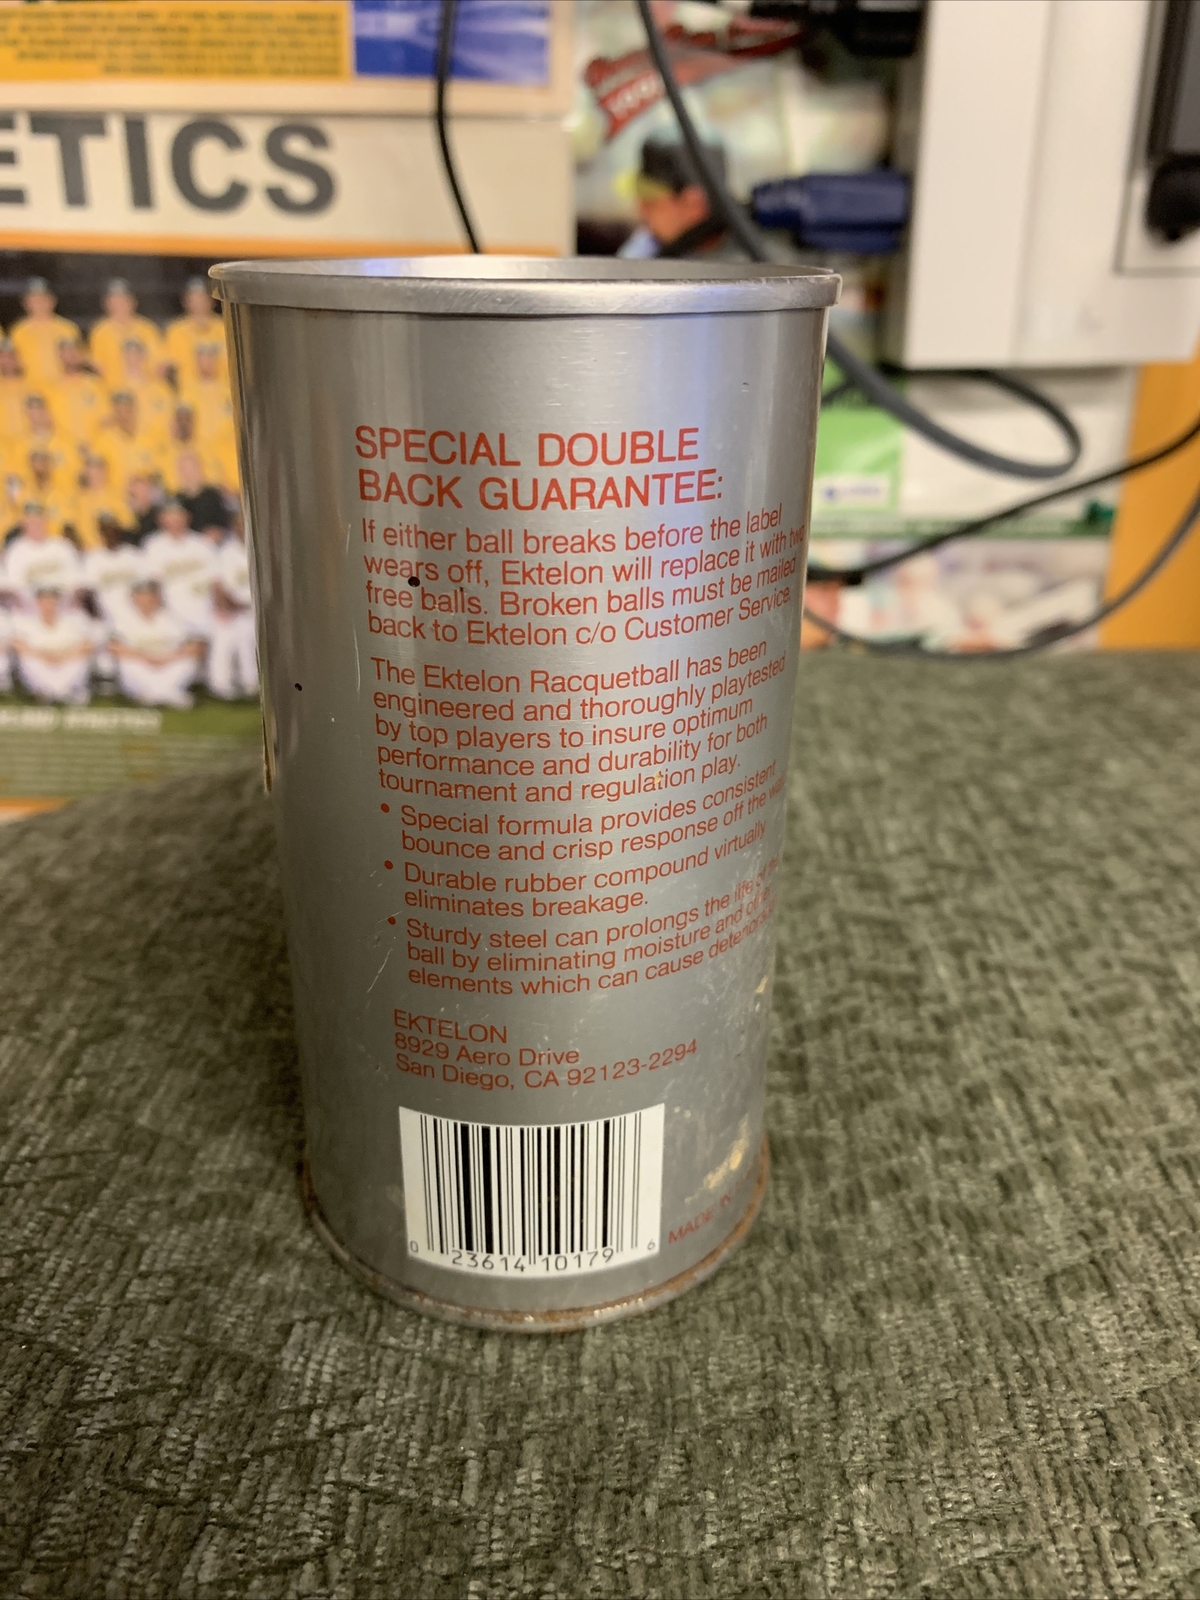 ETICS
SPECIAL DOUBLE
BACK GUARANTEE:
If either ball breaks before the label
wears off, Ektelon will replace it with two
free balls. Broken balls must be mailed
back to Ektelon c/o Customer Service.
The Ektelon Racquetball has been
engineered and thoroughly playtested
by top players to insure optimum
performance and durability for both
tournament and regulation play.
• Special formula provides consistent
bounce and crisp response off the
• Durable rubber compound virtually
eliminates breakage.
• Sturdy steel can prolongs the life of the
ball by eliminating moisture and
elements which can cause
EKTELON
8929 Aero Drive
San Diego, CA 92123-2294
0 23614 10179 6
MADE IN